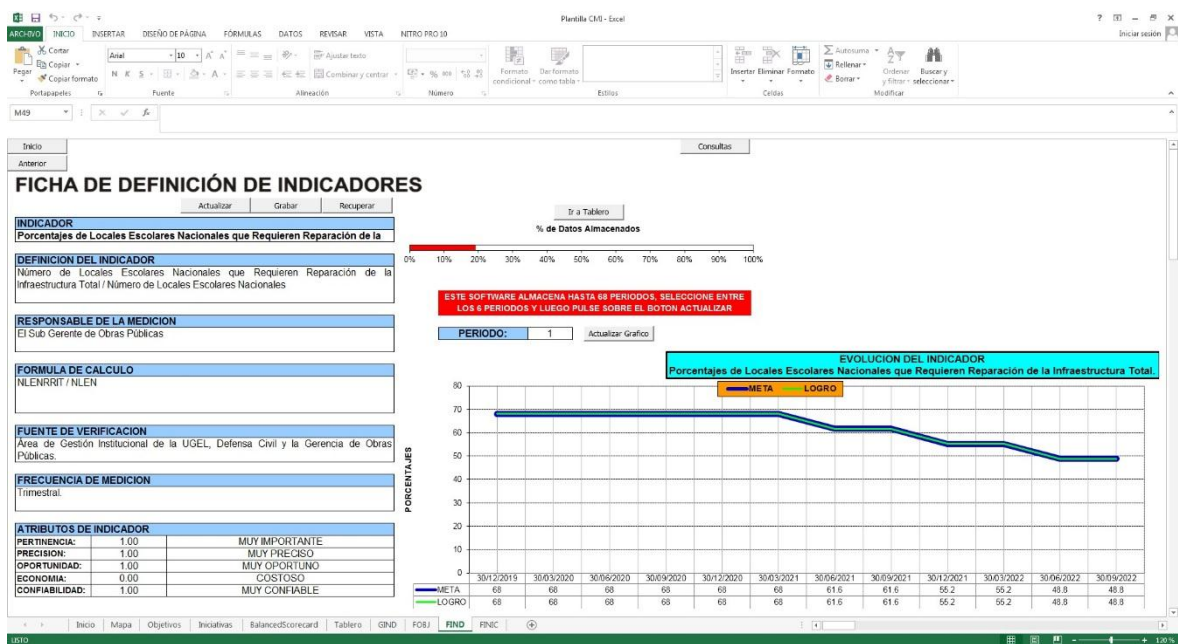 Plantilla CMI - Excel
ARCHIVO INICIO INSERTAR DISEÑO DE PÁGINA FÓRMULAS DATOS REVISAR VISTA NITRO PRO 10 Iniciar sesión
Pegar
Cortar
Copiar
Copiar formato
Portapapeles
Arial 10
N K S
Fuente
Ajustar texto
Combinar y centrar
Alineación
% 000
Número
Formato condicional
Dar formato como tabla
Estilos
Insertar Eliminar Formato
Celdas
Autosuma
Rellenar
Borrar
Ordenar y filtrar
Buscar y seleccionar
Modificar
M49 fx
Inicio
Consultas
Anterior
FICHA DE DEFINICIÓN DE INDICADORES
Actualizar Grabar Recuperar
INDICADOR
Porcentajes de Locales Escolares Nacionales que Requieren Reparación de la
DEFINICION DEL INDICADOR
Número de Locales Escolares Nacionales que Requieren Reparación de la
Infraestructura Total / Número de Locales Escolares Nacionales
RESPONSABLE DE LA MEDICION
El Sub Gerente de Obras Públicas
FORMULA DE CALCULO
NLENRRIT / NLEN
FUENTE DE VERIFICACION
Área de Gestión Institucional de la UGEL, Defensa Civil y la Gerencia de Obras
Públicas.
FRECUENCIA DE MEDICION
Trimestral.
ATRIBUTOS DE INDICADOR
PERTINENCIA: 1.00 MUY IMPORTANTE
PRECISION: 1.00 MUY PRECISO
OPORTUNIDAD: 1.00 MUY OPORTUNO
ECONOMIA: 0.00 COSTOSO
CONFIABILIDAD: 1.00 MUY CONFIABLE
Ir a Tablero
% de Datos Almacenados
0% 10% 20% 30% 40% 50% 60% 70% 80% 90% 100%
ESTE SOFTWARE ALMACENA HASTA 68 PERIODOS, SELECCIONE ENTRE
LOS 6 PERIODOS Y LUEGO PULSE SOBRE EL BOTON ACTUALIZAR
PERIODO: 1 Actualizar Grafico
EVOLUCION DEL INDICADOR
Porcentajes de Locales Escolares Nacionales que Requieren Reparación de la Infraestructura Total.
META LOGRO
PORCENTAJES
80
70
60
50
40
30
20
10
0
30/12/2019 30/03/2020 30/06/2020 30/09/2020 30/12/2020 30/03/2021 30/06/2021 30/09/2021 30/12/2021 30/03/2022 30/06/2022 30/09/2022
META 68 68 68 68 68 68 61.6 61.6 55.2 55.2 48.8 48.8
LOGRO 68 68 68 68 68 68 61.6 61.6 55.2 55.2 48.8 48.8
Inicio Mapa Objetivos Iniciativas BalancedScorecard Tablero GIND FOBJ FIND FINIC
LISTO 120%